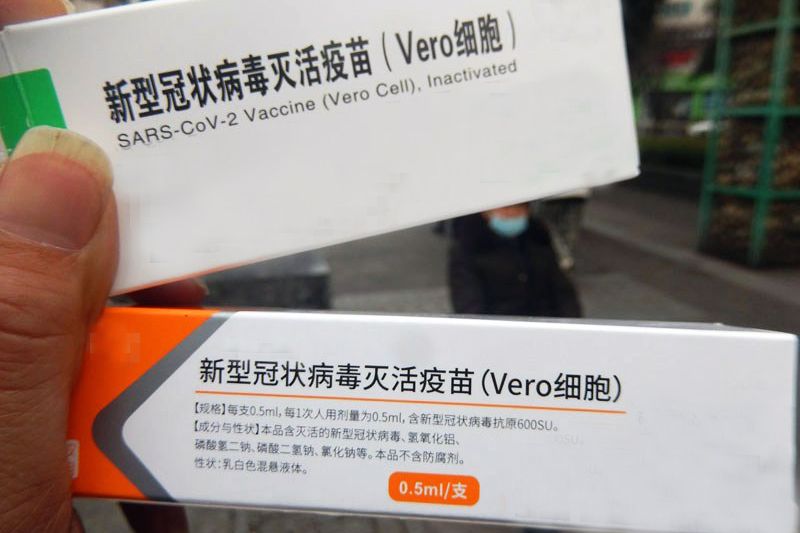 新型冠状病毒灭活疫苗（Vero细胞）
SARS-CoV-2 Vaccine (Vero Cell), Inactivated
新型冠状病毒灭活疫苗（Vero细胞）
【规格】每支0.5ml，每1次人用剂量为0.5ml，含新型冠状病毒抗原600SU。
【成分与性状】本品含灭活的新型冠状病毒、氢氧化铝、
磷酸氢二钠、磷酸二氢钠、氯化钠等。本品不含防腐剂。
性状：乳白色混悬液体。
0.5ml/支